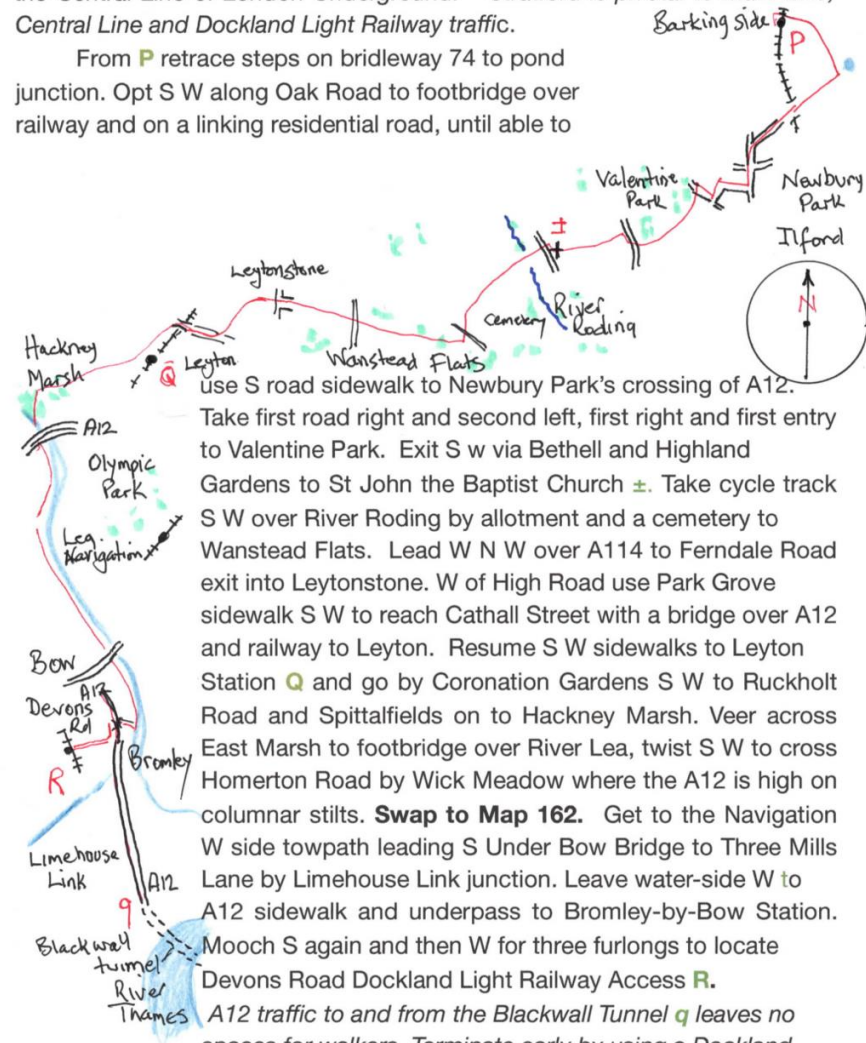 Central Line and Dockland Light Railway traffic.
From P retrace steps on bridleway 74 to pond
junction. Opt S W along Oak Road to footbridge over
railway and on a linking residential road, until able to
Barking side
P
Valentine
Park
Newbury
Park
Ilford
N
±
River
Roding
Cemetery
Leytonstone
Wanstead Flats
Hackney
Marsh
Leyton
Q
A12
Olympic
Park
Lea
Navigation
Bow
A12
Devons
Rd
R
Bromley
Limehouse
Link
A12
q
Blackwall
tunnel
River
Thames
use S road sidewalk to Newbury Park's crossing of A12.
Take first road right and second left, first right and first entry
to Valentine Park. Exit S w via Bethell and Highland
Gardens to St John the Baptist Church ±. Take cycle track
S W over River Roding by allotment and a cemetery to
Wanstead Flats. Lead W N W over A114 to Ferndale Road
exit into Leytonstone. W of High Road use Park Grove
sidewalk S W to reach Cathall Street with a bridge over A12
and railway to Leyton. Resume S W sidewalks to Leyton
Station Q and go by Coronation Gardens S W to Ruckholt
Road and Spittalfields on to Hackney Marsh. Veer across
East Marsh to footbridge over River Lea, twist S W to cross
Homerton Road by Wick Meadow where the A12 is high on
columnar stilts. Swap to Map 162. Get to the Navigation
W side towpath leading S Under Bow Bridge to Three Mills
Lane by Limehouse Link junction. Leave water-side W to
A12 sidewalk and underpass to Bromley-by-Bow Station.
Mooch S again and then W for three furlongs to locate
Devons Road Dockland Light Railway Access R.
A12 traffic to and from the Blackwall Tunnel q leaves no